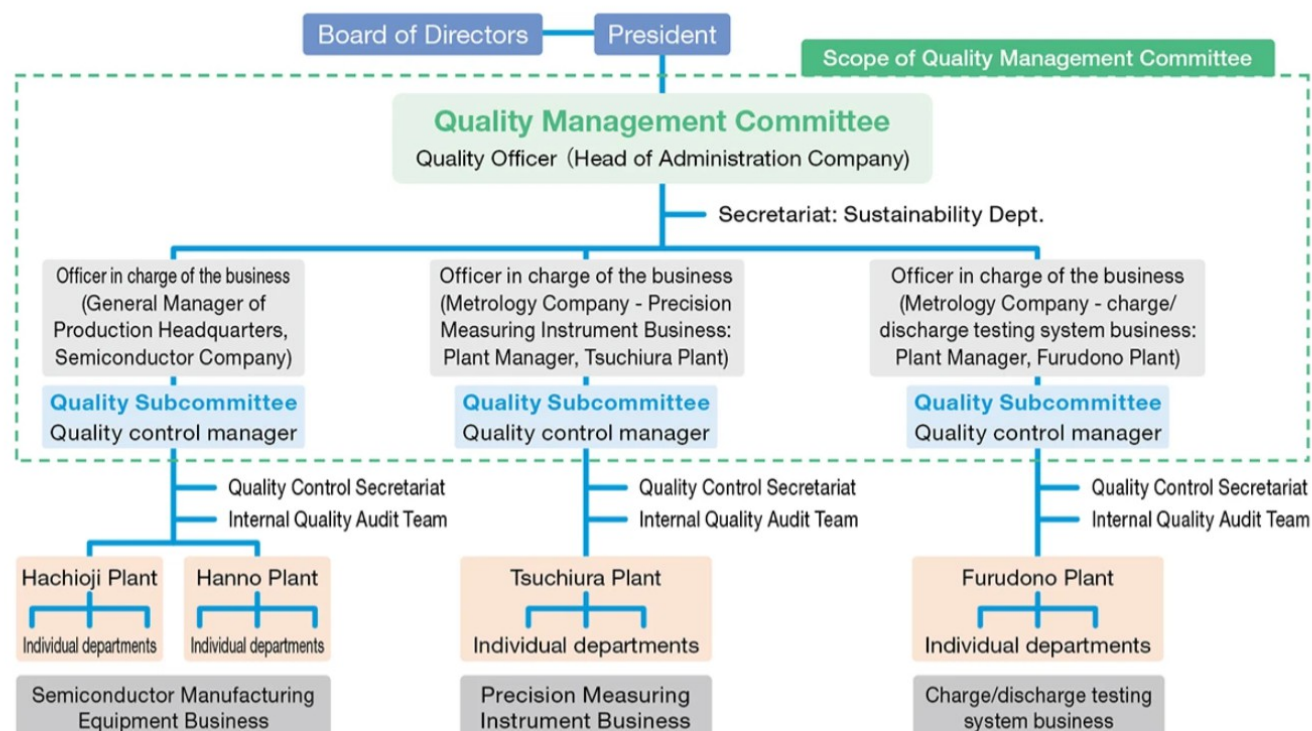 Board of Directors
President
Scope of Quality Management Committee
Quality Management Committee
Quality Officer (Head of Administration Company)
Secretariat: Sustainability Dept.
Officer in charge of the business
(General Manager of
Production Headquarters,
Semiconductor Company)
Quality Subcommittee
Quality control manager
Officer in charge of the business
(Metrology Company - Precision
Measuring Instrument Business:
Plant Manager, Tsuchiura Plant)
Quality Subcommittee
Quality control manager
Officer in charge of the business
(Metrology Company - charge/
discharge testing system business:
Plant Manager, Furudono Plant)
Quality Subcommittee
Quality control manager
Quality Control Secretariat
Internal Quality Audit Team
Quality Control Secretariat
Internal Quality Audit Team
Quality Control Secretariat
Internal Quality Audit Team
Hachioji Plant
Individual departments
Hanno Plant
Individual departments
Tsuchiura Plant
Individual departments
Furudono Plant
Individual departments
Semiconductor Manufacturing
Equipment Business
Precision Measuring
Instrument Business
Charge/discharge testing
system business